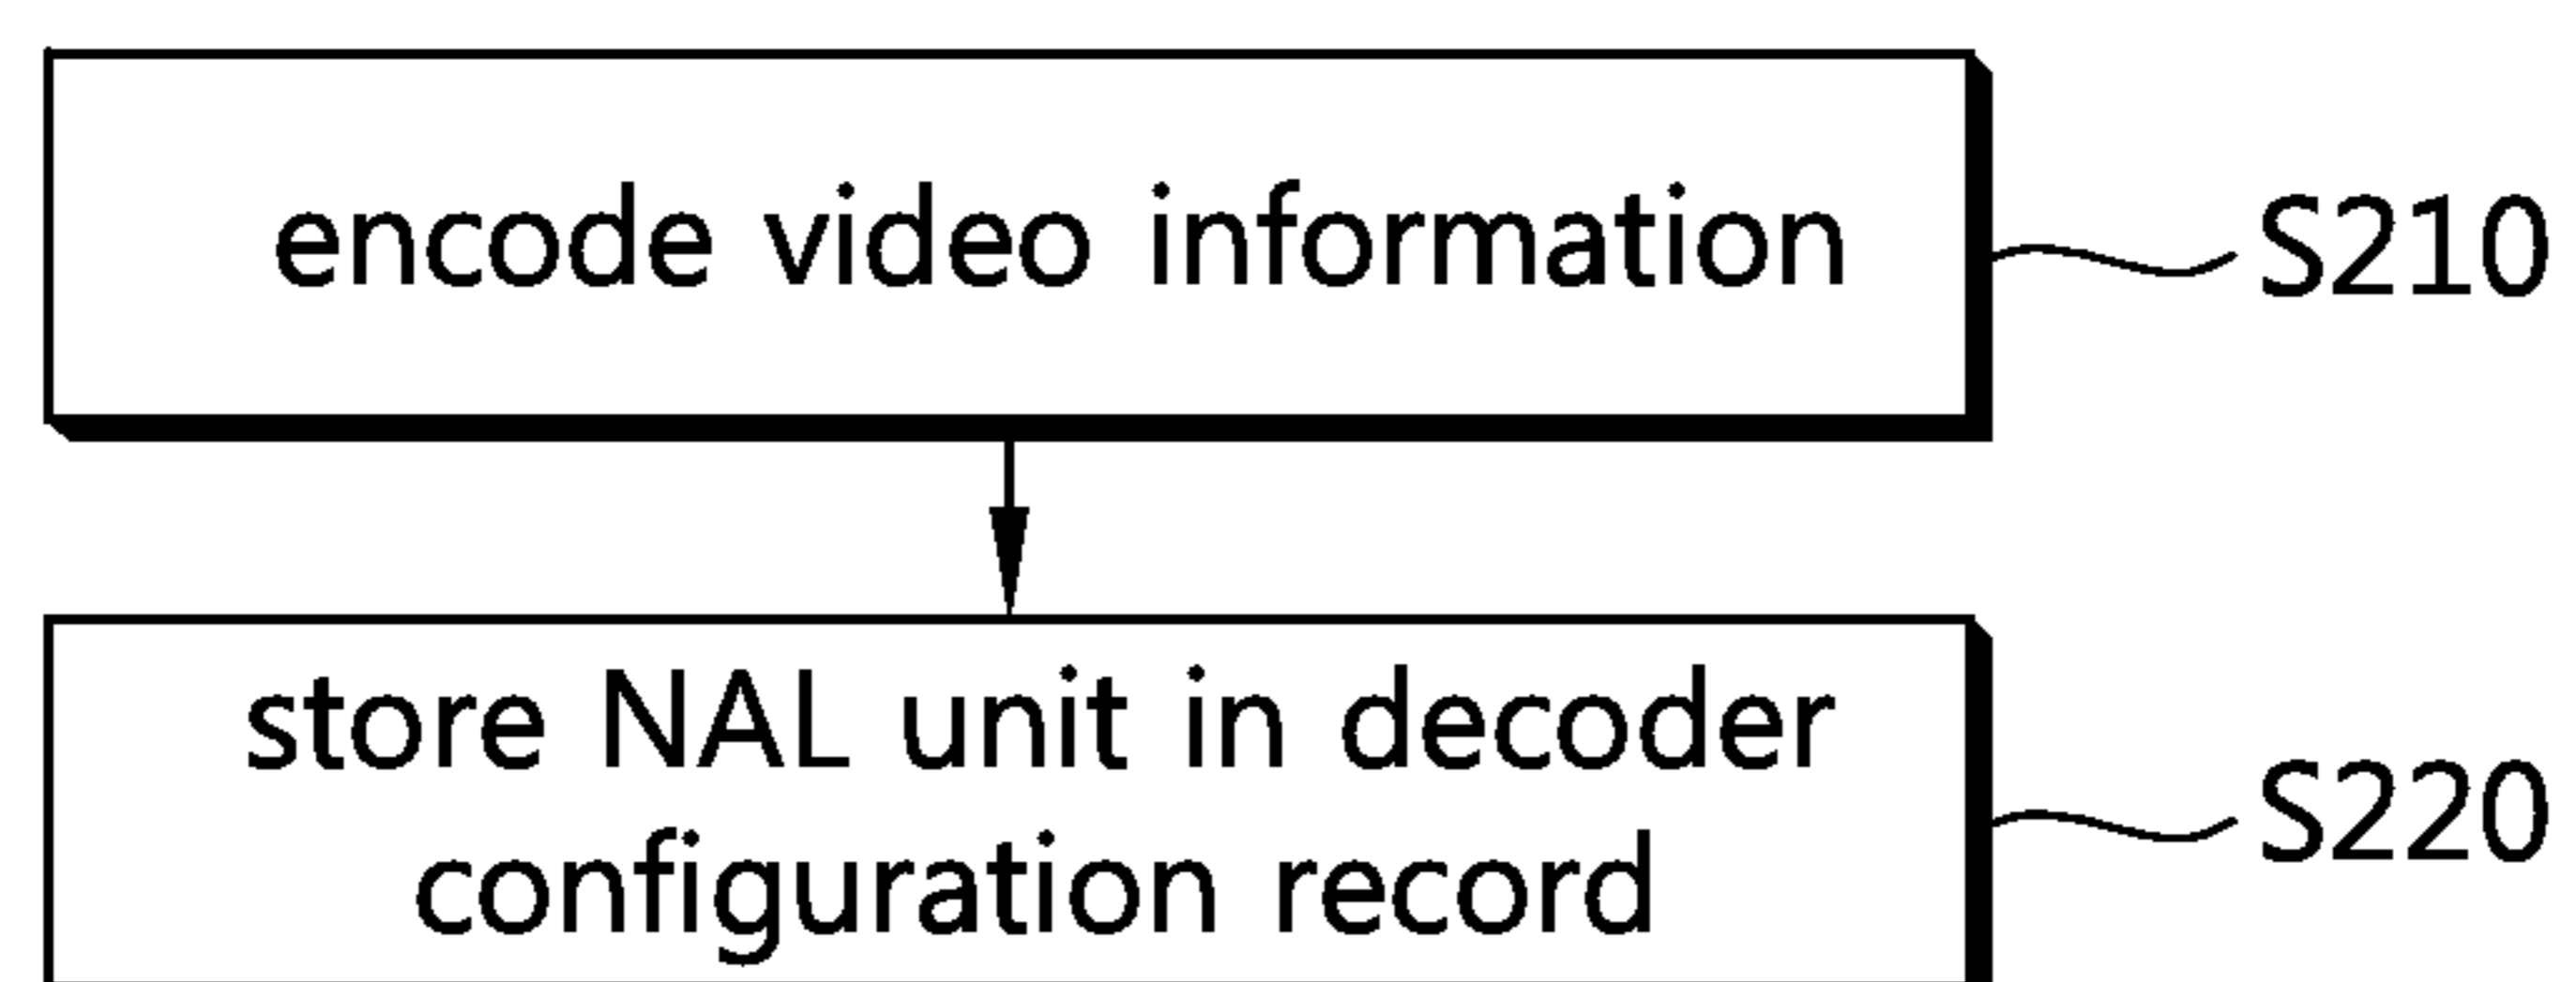 encode video information
S210
store NAL unit in decoder
configuration record
S220